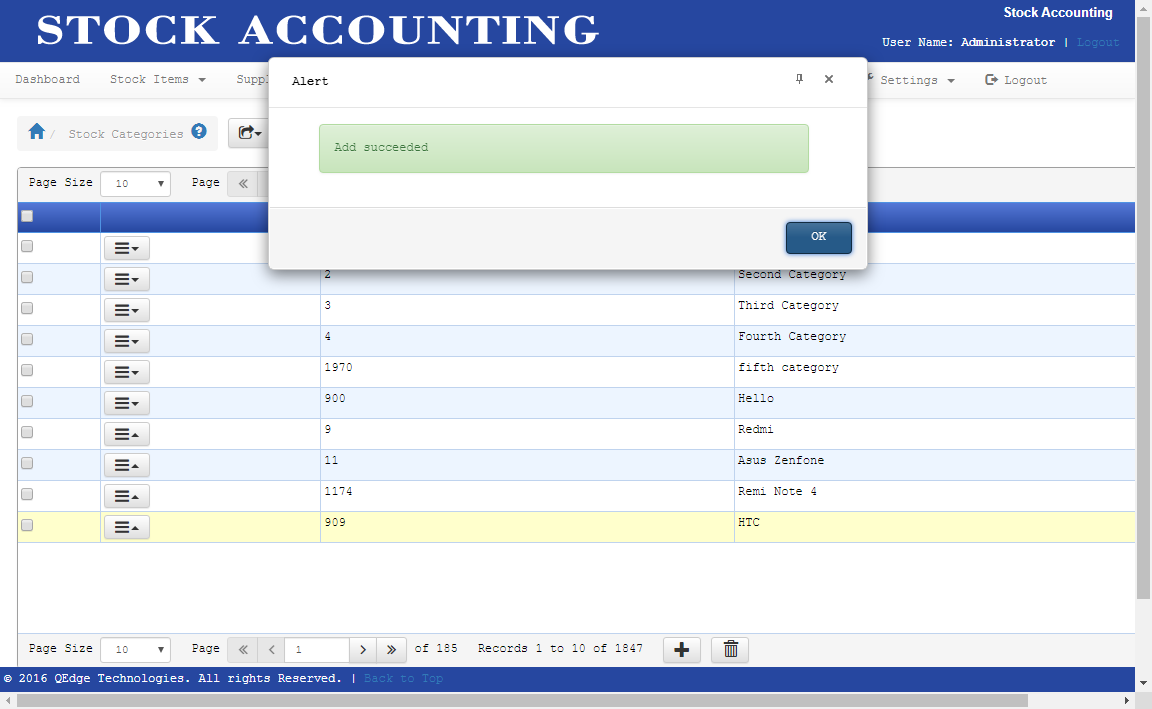 STOCK ACCOUNTING
Stock Accounting
User Name: Administrator | Logout
Dashboard Stock Items Settings Logout
Alert
Stock Categories
Add succeeded
Page Size 10 Page
OK
2 Second Category
3 Third Category
4 Fourth Category
1970 fifth category
900 Hello
9 Redmi
11 Asus Zenfone
1174 Remi Note 4
909 HTC
Page Size 10 Page 1 of 185 Records 1 to 10 of 1847
© 2016 QEdge Technologies. All rights Reserved. | Back to Top